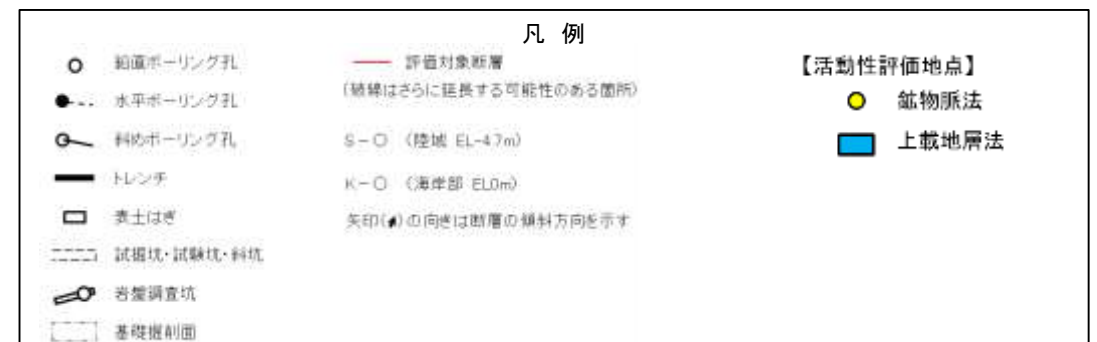 凡 例
鉛直ボーリング孔
水平ボーリング孔
斜めボーリング孔
トレンチ
表土はぎ
試掘坑・試験坑・斜坑
岩盤調査坑
基礎掘削面
評価対象断層
(破線はさらに延長する可能性のある箇所)
S-○ (陸域 EL-4.7m)
K-○ (海岸部 EL0m)
矢印( )の向きは断層の傾斜方向を示す
【活動性評価地点】
鉱物脈法
上載地層法